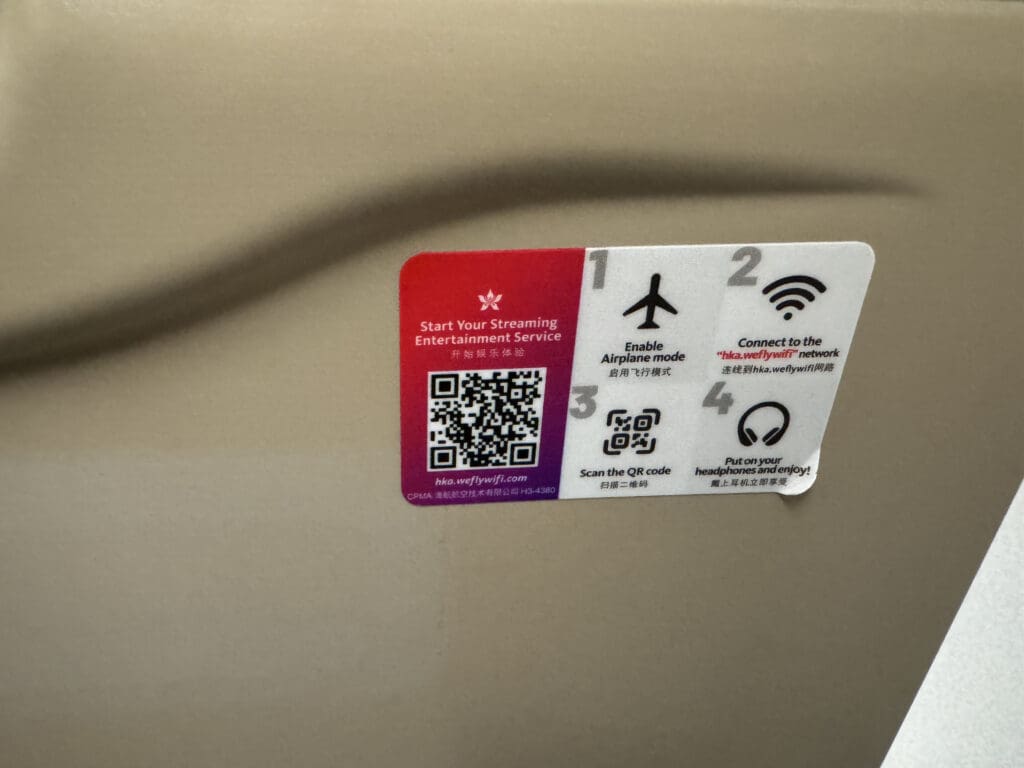 Start Your Streaming
Entertainment Service
开始娱乐体验
hka.weflywifi.com
CPMA 海航航空技术有限公司 H3-4380
1
Enable
Airplane mode
启用飞行模式
2
Connect to the
"hka.weflywifi" network
连线到hka.weflywifi网路
3
Scan the QR code
扫描二维码
4
Put on your
headphones and enjoy!
戴上耳机立即享受